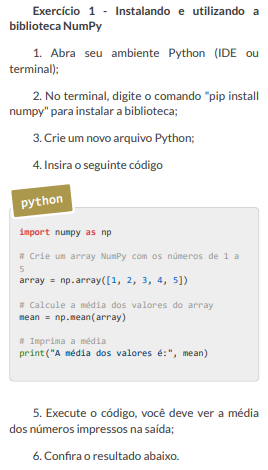 Exercício 1 - Instalando e utilizando a
biblioteca NumPy
1. Abra seu ambiente Python (IDE ou
terminal);
2. No terminal, digite o comando "pip install
numpy" para instalar a biblioteca;
3. Crie um novo arquivo Python;
4. Insira o seguinte código
python
import numpy as np
# Crie um array NumPy com os números de 1 a
5
array = np.array([1, 2, 3, 4, 5])
# Calcule a média dos valores do array
mean = np.mean(array)
# Imprima a média
print("A média dos valores é:", mean)
5. Execute o código, você deve ver a média
dos números impressos na saída;
6. Confira o resultado abaixo.